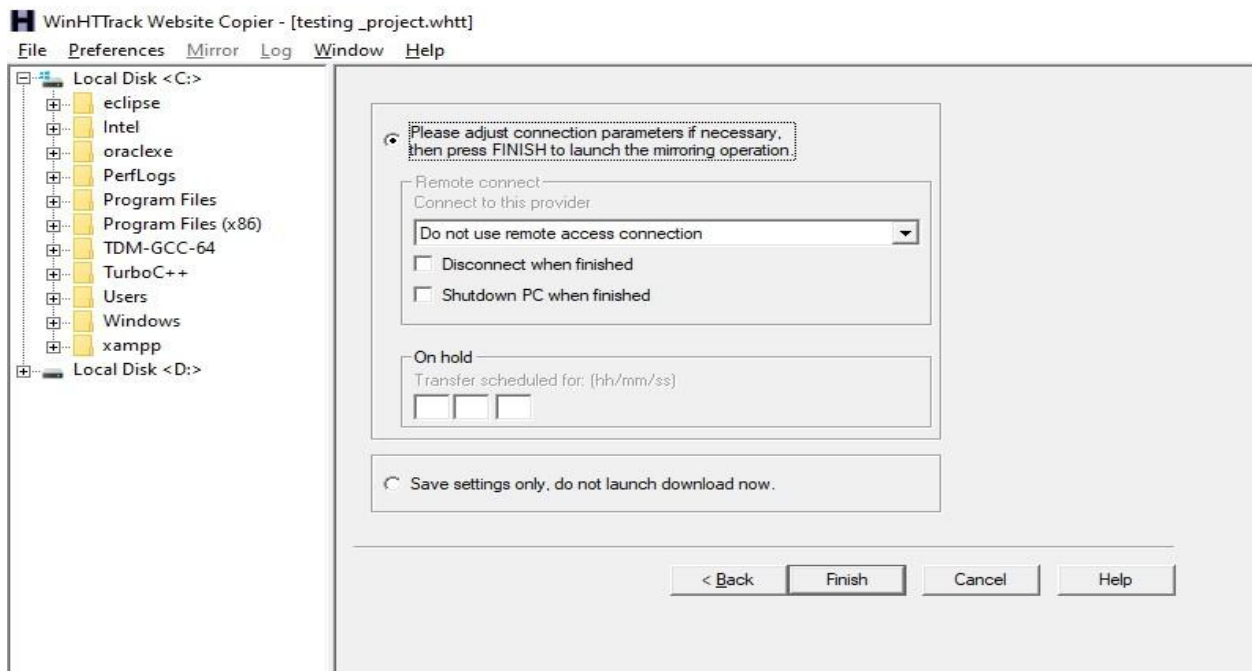 WinHTTrack Website Copier - [testing _project.whtt]
File Preferences Mirror Log Window Help
Local Disk <C:>
eclipse
Intel
oraclexe
PerfLogs
Program Files
Program Files (x86)
TDM-GCC-64
TurboC++
Users
Windows
xampp
Local Disk <D:>
Please adjust connection parameters if necessary,
then press FINISH to launch the mirroring operation.
Remote connect
Connect to this provider
Do not use remote access connection
Disconnect when finished
Shutdown PC when finished
On hold
Transfer scheduled for: (hh/mm/ss)
Save settings only, do not launch download now.
< Back Finish Cancel Help